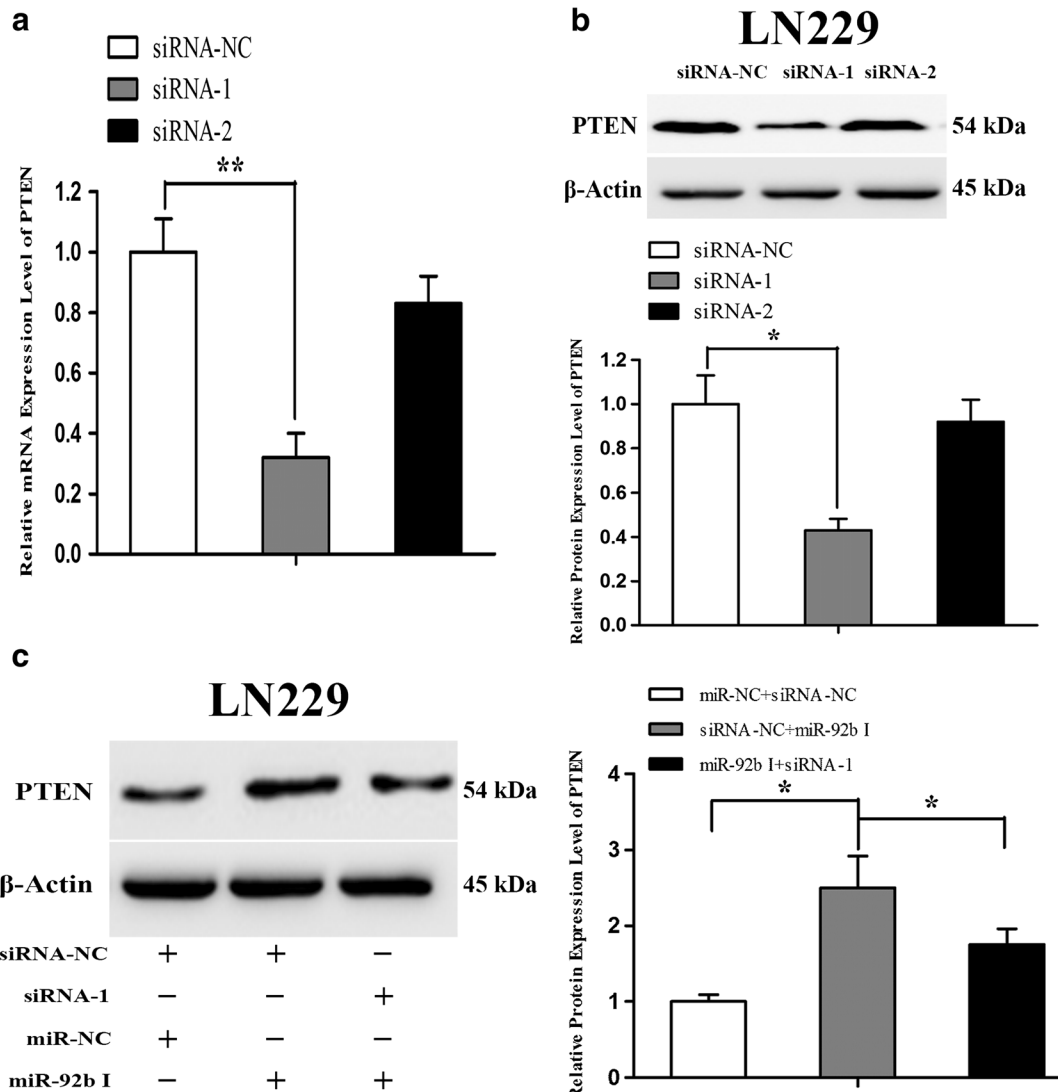 a
siRNA-NC
siRNA-1
siRNA-2
**
Relative mRNA Expression Level of PTEN
1.2
1.0
0.8
0.6
0.4
0.2
0.0
b
LN229
siRNA-NC siRNA-1 siRNA-2
PTEN 54 kDa
β-Actin 45 kDa
siRNA-NC
siRNA-1
siRNA-2
*
Relative Protein Expression Level of PTEN
1.2
1.0
0.8
0.6
0.4
0.2
0.0
c
LN229
PTEN 54 kDa
β-Actin 45 kDa
siRNA-NC + + −
siRNA-1 − − +
miR-NC + − −
miR-92b I − + +
miR-NC+siRNA-NC
siRNA-NC+miR-92b I
miR-92b I+siRNA-1
* *
Relative Protein Expression Level of PTEN
4
3
2
1
0